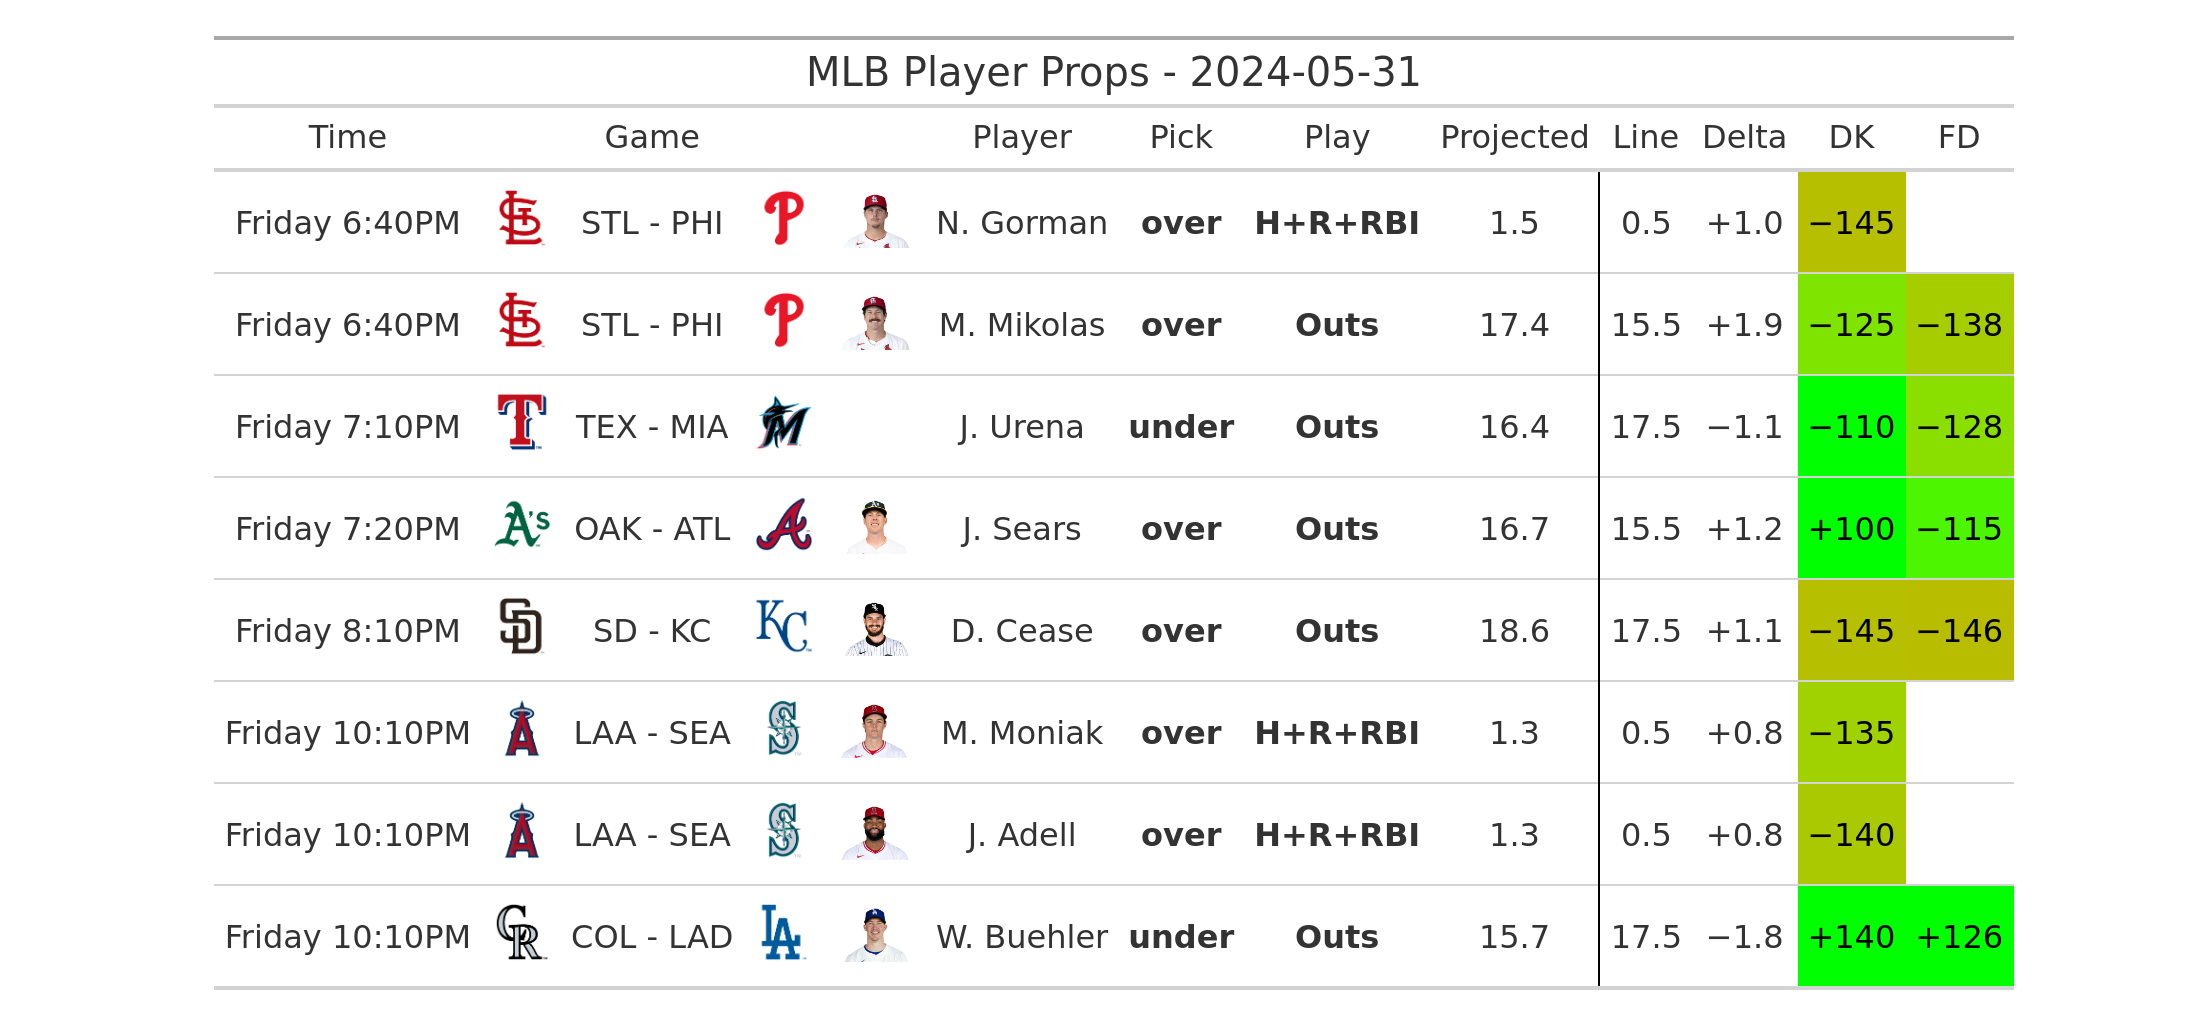 MLB Player Props - 2024-05-31
Time Game Player Pick Play Projected Line Delta DK FD
Friday 6:40PM STL - PHI N. Gorman over H+R+RBI 1.5 0.5 +1.0 −145
Friday 6:40PM STL - PHI M. Mikolas over Outs 17.4 15.5 +1.9 −125 −138
Friday 7:10PM TEX - MIA J. Urena under Outs 16.4 17.5 −1.1 −110 −128
Friday 7:20PM OAK - ATL J. Sears over Outs 16.7 15.5 +1.2 +100 −115
Friday 8:10PM SD - KC D. Cease over Outs 18.6 17.5 +1.1 −145 −146
Friday 10:10PM LAA - SEA M. Moniak over H+R+RBI 1.3 0.5 +0.8 −135
Friday 10:10PM LAA - SEA J. Adell over H+R+RBI 1.3 0.5 +0.8 −140
Friday 10:10PM COL - LAD W. Buehler under Outs 15.7 17.5 −1.8 +140 +126